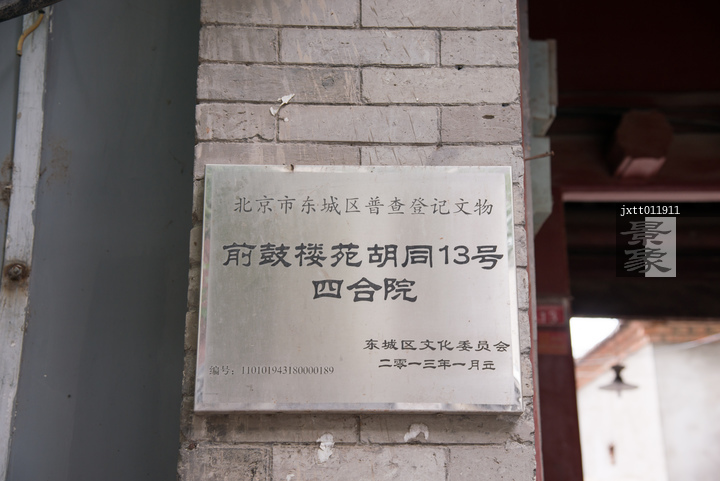 北京市东城区普查登记文物
前鼓楼苑胡同13号
四合院
东城区文化委员会
二零一三年一月立
编号：110101943180000189
jxtt011911
景象
13